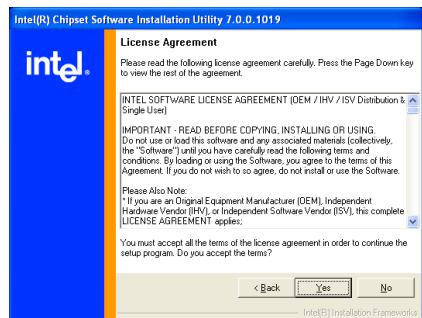 Intel(R) Chipset Software Installation Utility 7.0.0.1019
intel®
License Agreement
Please read the following license agreement carefully. Press the Page Down key
to view the rest of the agreement.
INTEL SOFTWARE LICENSE AGREEMENT (OEM / IHV / ISV Distribution &
Single User)
IMPORTANT - READ BEFORE COPYING, INSTALLING OR USING.
Do not use or load this software and any associated materials (collectively,
the "Software") until you have carefully read the following terms and
conditions. By loading or using the Software, you agree to the terms of this
Agreement. If you do not wish to so agree, do not install or use the Software.
Please Also Note:
* If you are an Original Equipment Manufacturer (OEM), Independent
Hardware Vendor (IHV), or Independent Software Vendor (ISV), this complete
LICENSE AGREEMENT applies;
You must accept all the terms of the license agreement in order to continue the
setup program. Do you accept the terms?
< Back Yes No
Intel(R) Installation Frameworks